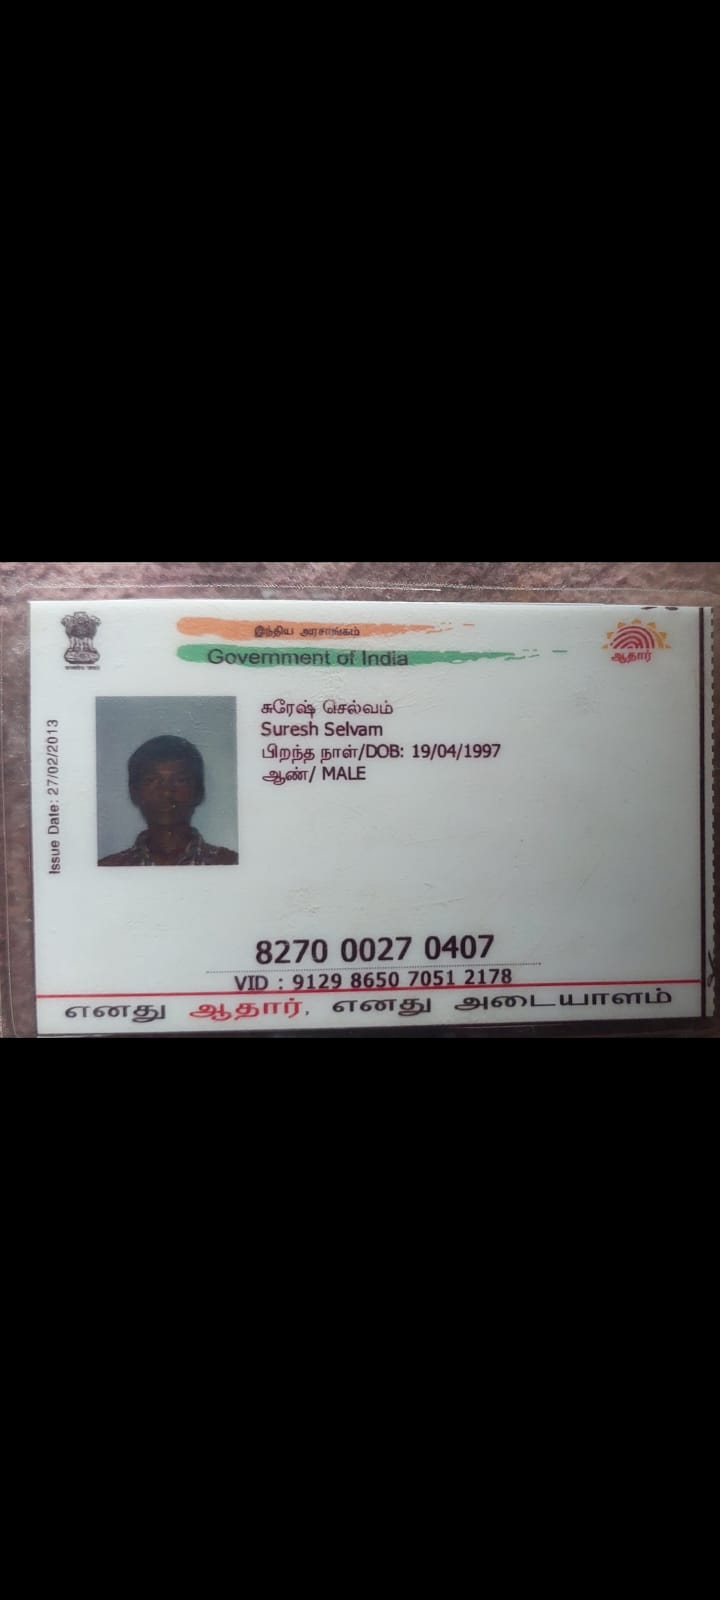 இந்திய அரசாங்கம்
Government of India
ஆதார்
Issue Date: 27/02/2013
சுரேஷ் செல்வம்
Suresh Selvam
பிறந்த நாள்/DOB: 19/04/1997
ஆண்/ MALE
8270 0027 0407
VID : 9129 8650 7051 2178
எனது ஆதார், எனது அடையாளம்